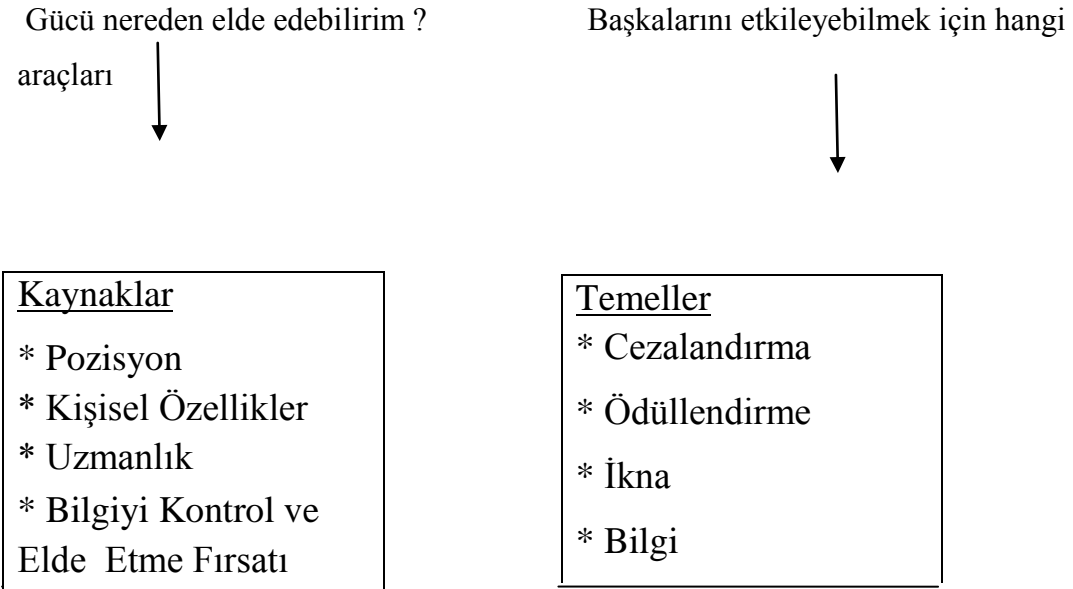 Gücü nereden elde edebilirim ? Başkalarını etkileyebilmek için hangi
araçları
Kaynaklar
* Pozisyon
* Kişisel Özellikler
* Uzmanlık
* Bilgiyi Kontrol ve
Elde Etme Fırsatı
Temeller
* Cezalandırma
* Ödüllendirme
* İkna
* Bilgi